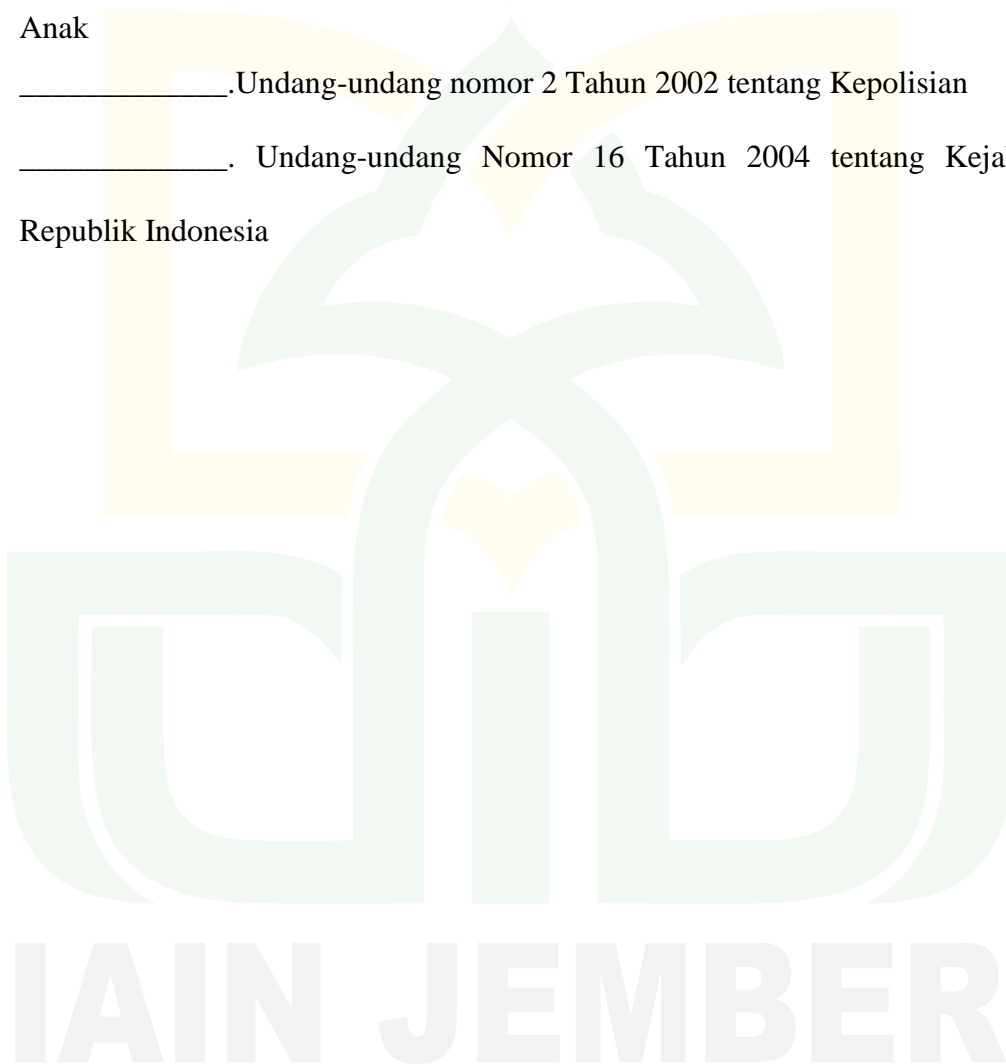 Anak
_____________.Undang-undang nomor 2 Tahun 2002 tentang Kepolisian
_____________. Undang-undang Nomor 16 Tahun 2004 tentang
Republik Indonesia
IAIN JEMBER